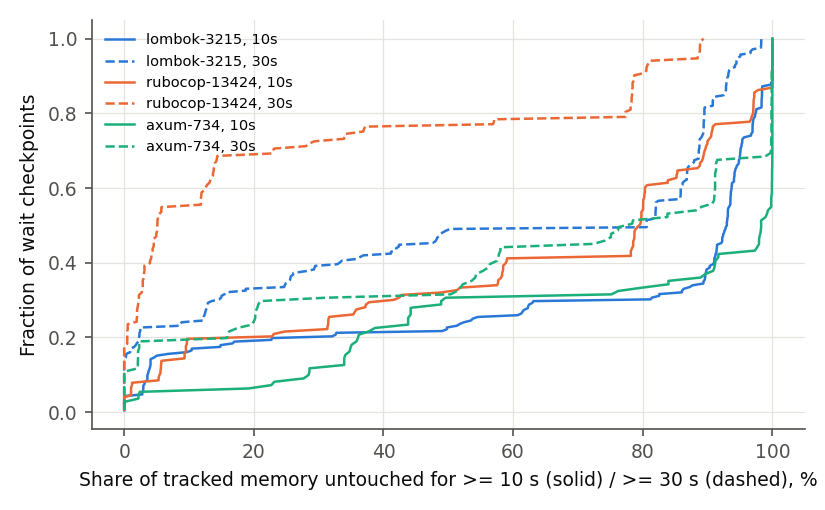 1.0
0.8
0.6
0.4
0.2
0.0
Fraction of wait checkpoints
lombok-3215, 10s
lombok-3215, 30s
rubocop-13424, 10s
rubocop-13424, 30s
axum-734, 10s
axum-734, 30s
0 20 40 60 80 100
Share of tracked memory untouched for >= 10 s (solid) / >= 30 s (dashed), %